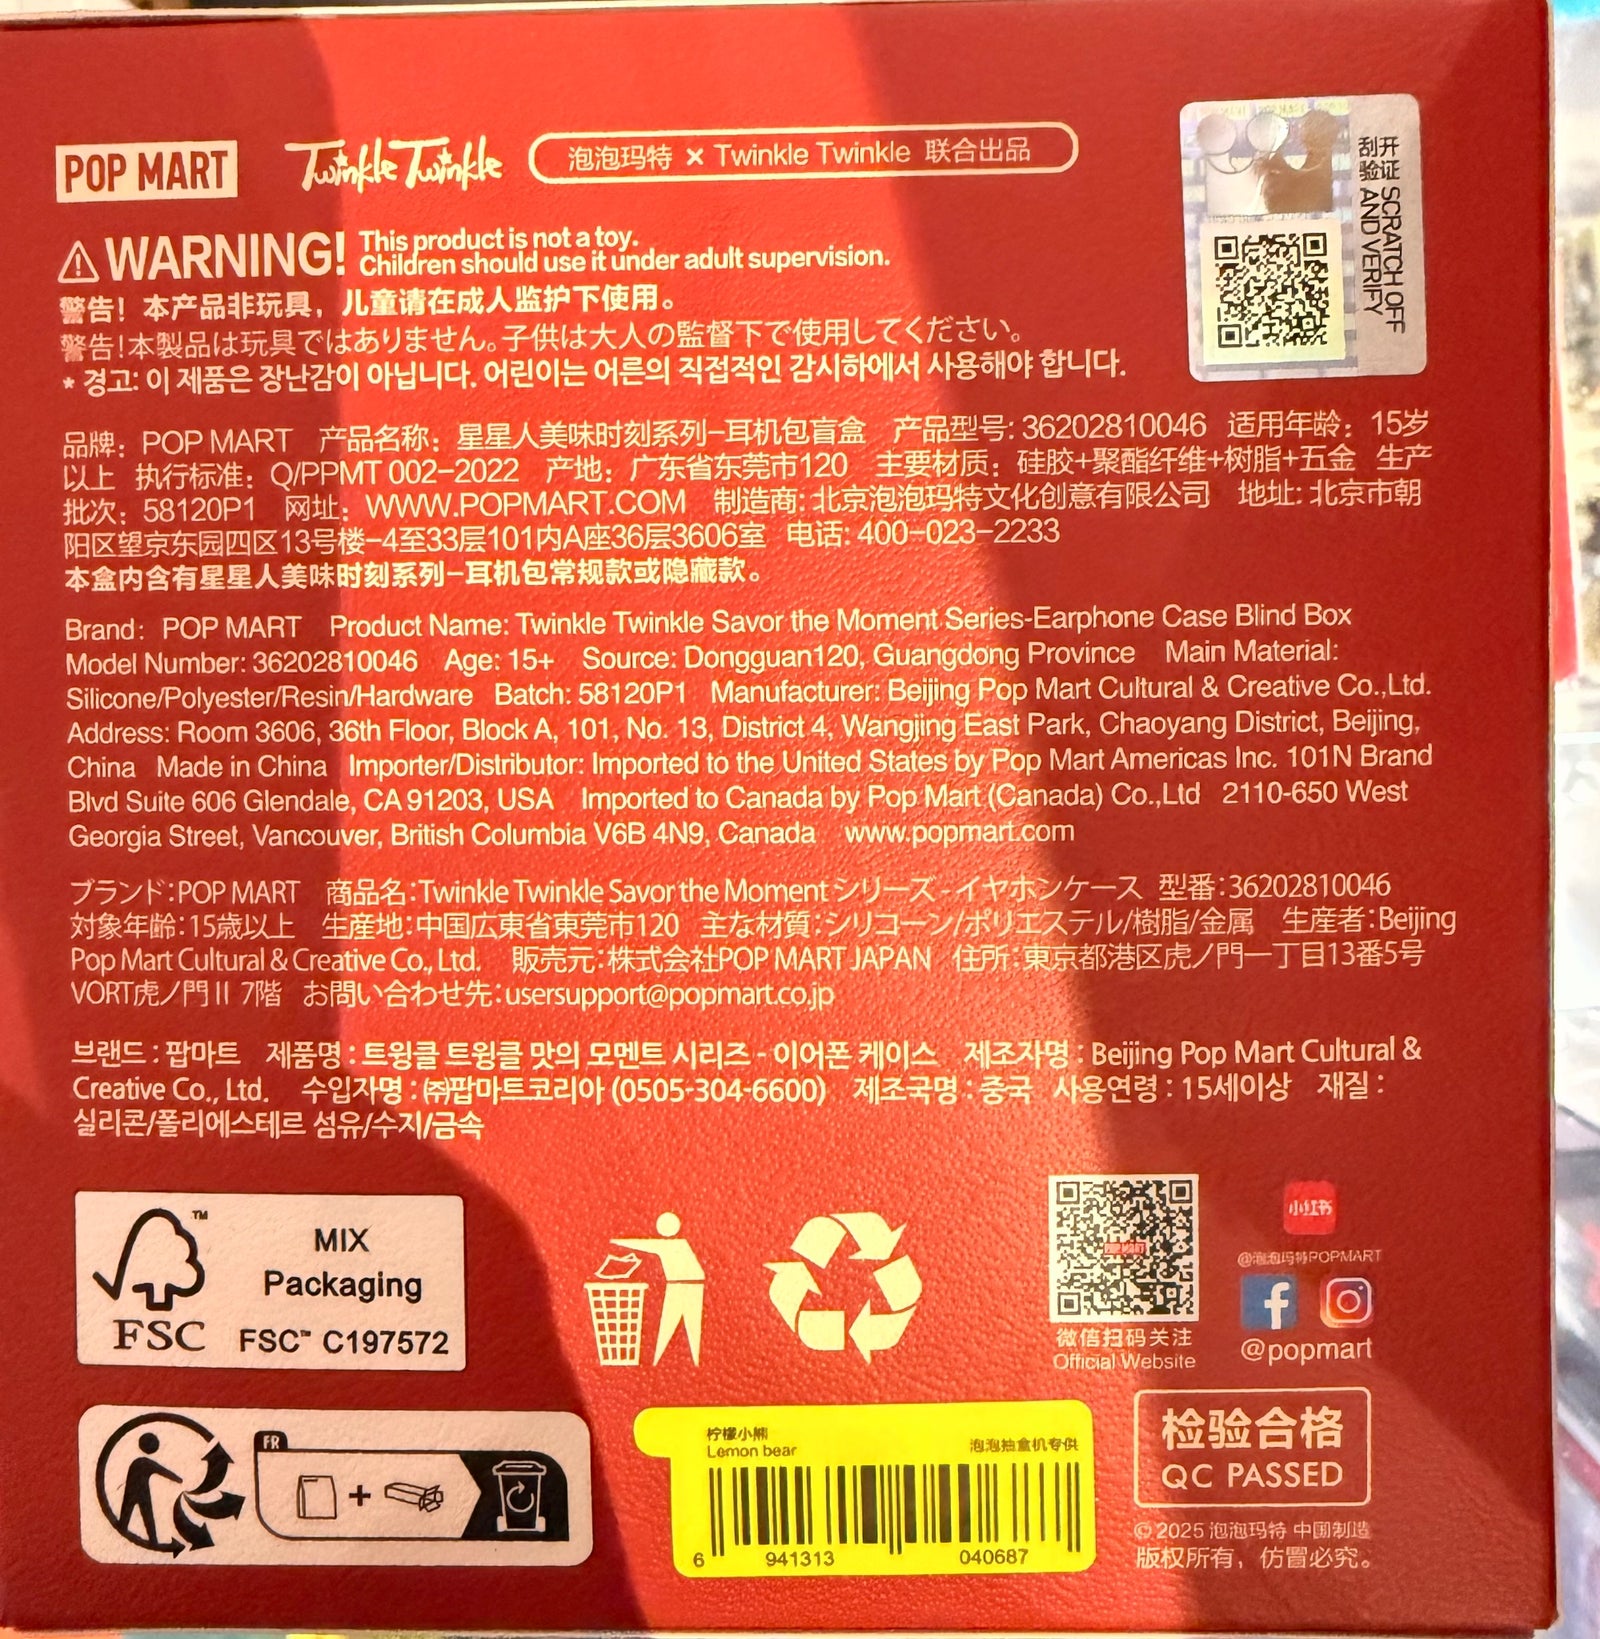 POP MART
Twinkle Twinkle
泡泡玛特 × Twinkle Twinkle 联合出品
刮开验证 SCRATCH OFF AND VERIFY
WARNING! This product is not a toy.
Children should use it under adult supervision.
警告！本产品非玩具，儿童请在成人监护下使用。
警告！本製品は玩具ではありません。子供は大人の監督下で使用してください。
* 경고: 이 제품은 장난감이 아닙니다. 어린이는 어른의 직접적인 감시하에서 사용해야 합니다.
品牌：POP MART 产品名称：星星人美味时刻系列-耳机包盲盒 产品型号: 36202810046 适用年龄：15岁
以上 执行标准：Q/PPMT 002-2022 产地：广东省东莞市120 主要材质：硅胶+聚酯纤维+树脂+五金 生产
批次：58120P1 网址：WWW.POPMART.COM 制造商: 北京泡泡玛特文化创意有限公司 地址: 北京市朝
阳区望京东园四区13号楼-4至33层101内A座36层3606室 电话: 400-023-2233
本盒内含有星星人美味时刻系列-耳机包常规款或隐藏款。
Brand: POP MART Product Name: Twinkle Twinkle Savor the Moment Series-Earphone Case Blind Box
Model Number: 36202810046 Age: 15+ Source: Dongguan120, Guangdong Province Main Material:
Silicone/Polyester/Resin/Hardware Batch: 58120P1 Manufacturer: Beijing Pop Mart Cultural & Creative Co.,Ltd.
Address: Room 3606, 36th Floor, Block A, 101, No. 13, District 4, Wangjing East Park, Chaoyang District, Beijing,
China Made in China Importer/Distributor: Imported to the United States by Pop Mart Americas Inc. 101N Brand
Blvd Suite 606 Glendale, CA 91203, USA Imported to Canada by Pop Mart (Canada) Co.,Ltd 2110-650 West
Georgia Street, Vancouver, British Columbia V6B 4N9, Canada www.popmart.com
ブランド:POP MART 商品名:Twinkle Twinkle Savor the Moment シリーズ - イヤホンケース 型番:36202810046
対象年齢:15歳以上 生産地:中国広東省東莞市120 主な材質:シリコーン/ポリエステル/樹脂/金属 生産者:Beijing
Pop Mart Cultural & Creative Co., Ltd. 販売元:株式会社POP MART JAPAN 住所:東京都港区虎ノ門一丁目13番5号
VORT虎ノ門II 7階 お問い合わせ先:usersupport@popmart.co.jp
브랜드 : 팝마트 제품명 : 트윙클 트윙클 맛의 모멘트 시리즈 - 이어폰 케이스 제조자명 : Beijing Pop Mart Cultural &
Creative Co., Ltd. 수입자명 : ㈜팝마트코리아 (0505-304-6600) 제조국명 : 중국 사용연령 : 15세이상 재질 :
실리콘/폴리에스테르 섬유/수지/금속
FSC™
MIX
Packaging
FSC™ C197572
微信扫码关注
Official Website
小红书
@泡泡玛特POPMART
@popmart
FR
柠檬小熊
Lemon bear
泡泡抽盒机专供
6 941313 040687
检验合格
QC PASSED
© 2025 泡泡玛特 中国制造
版权所有，仿冒必究。